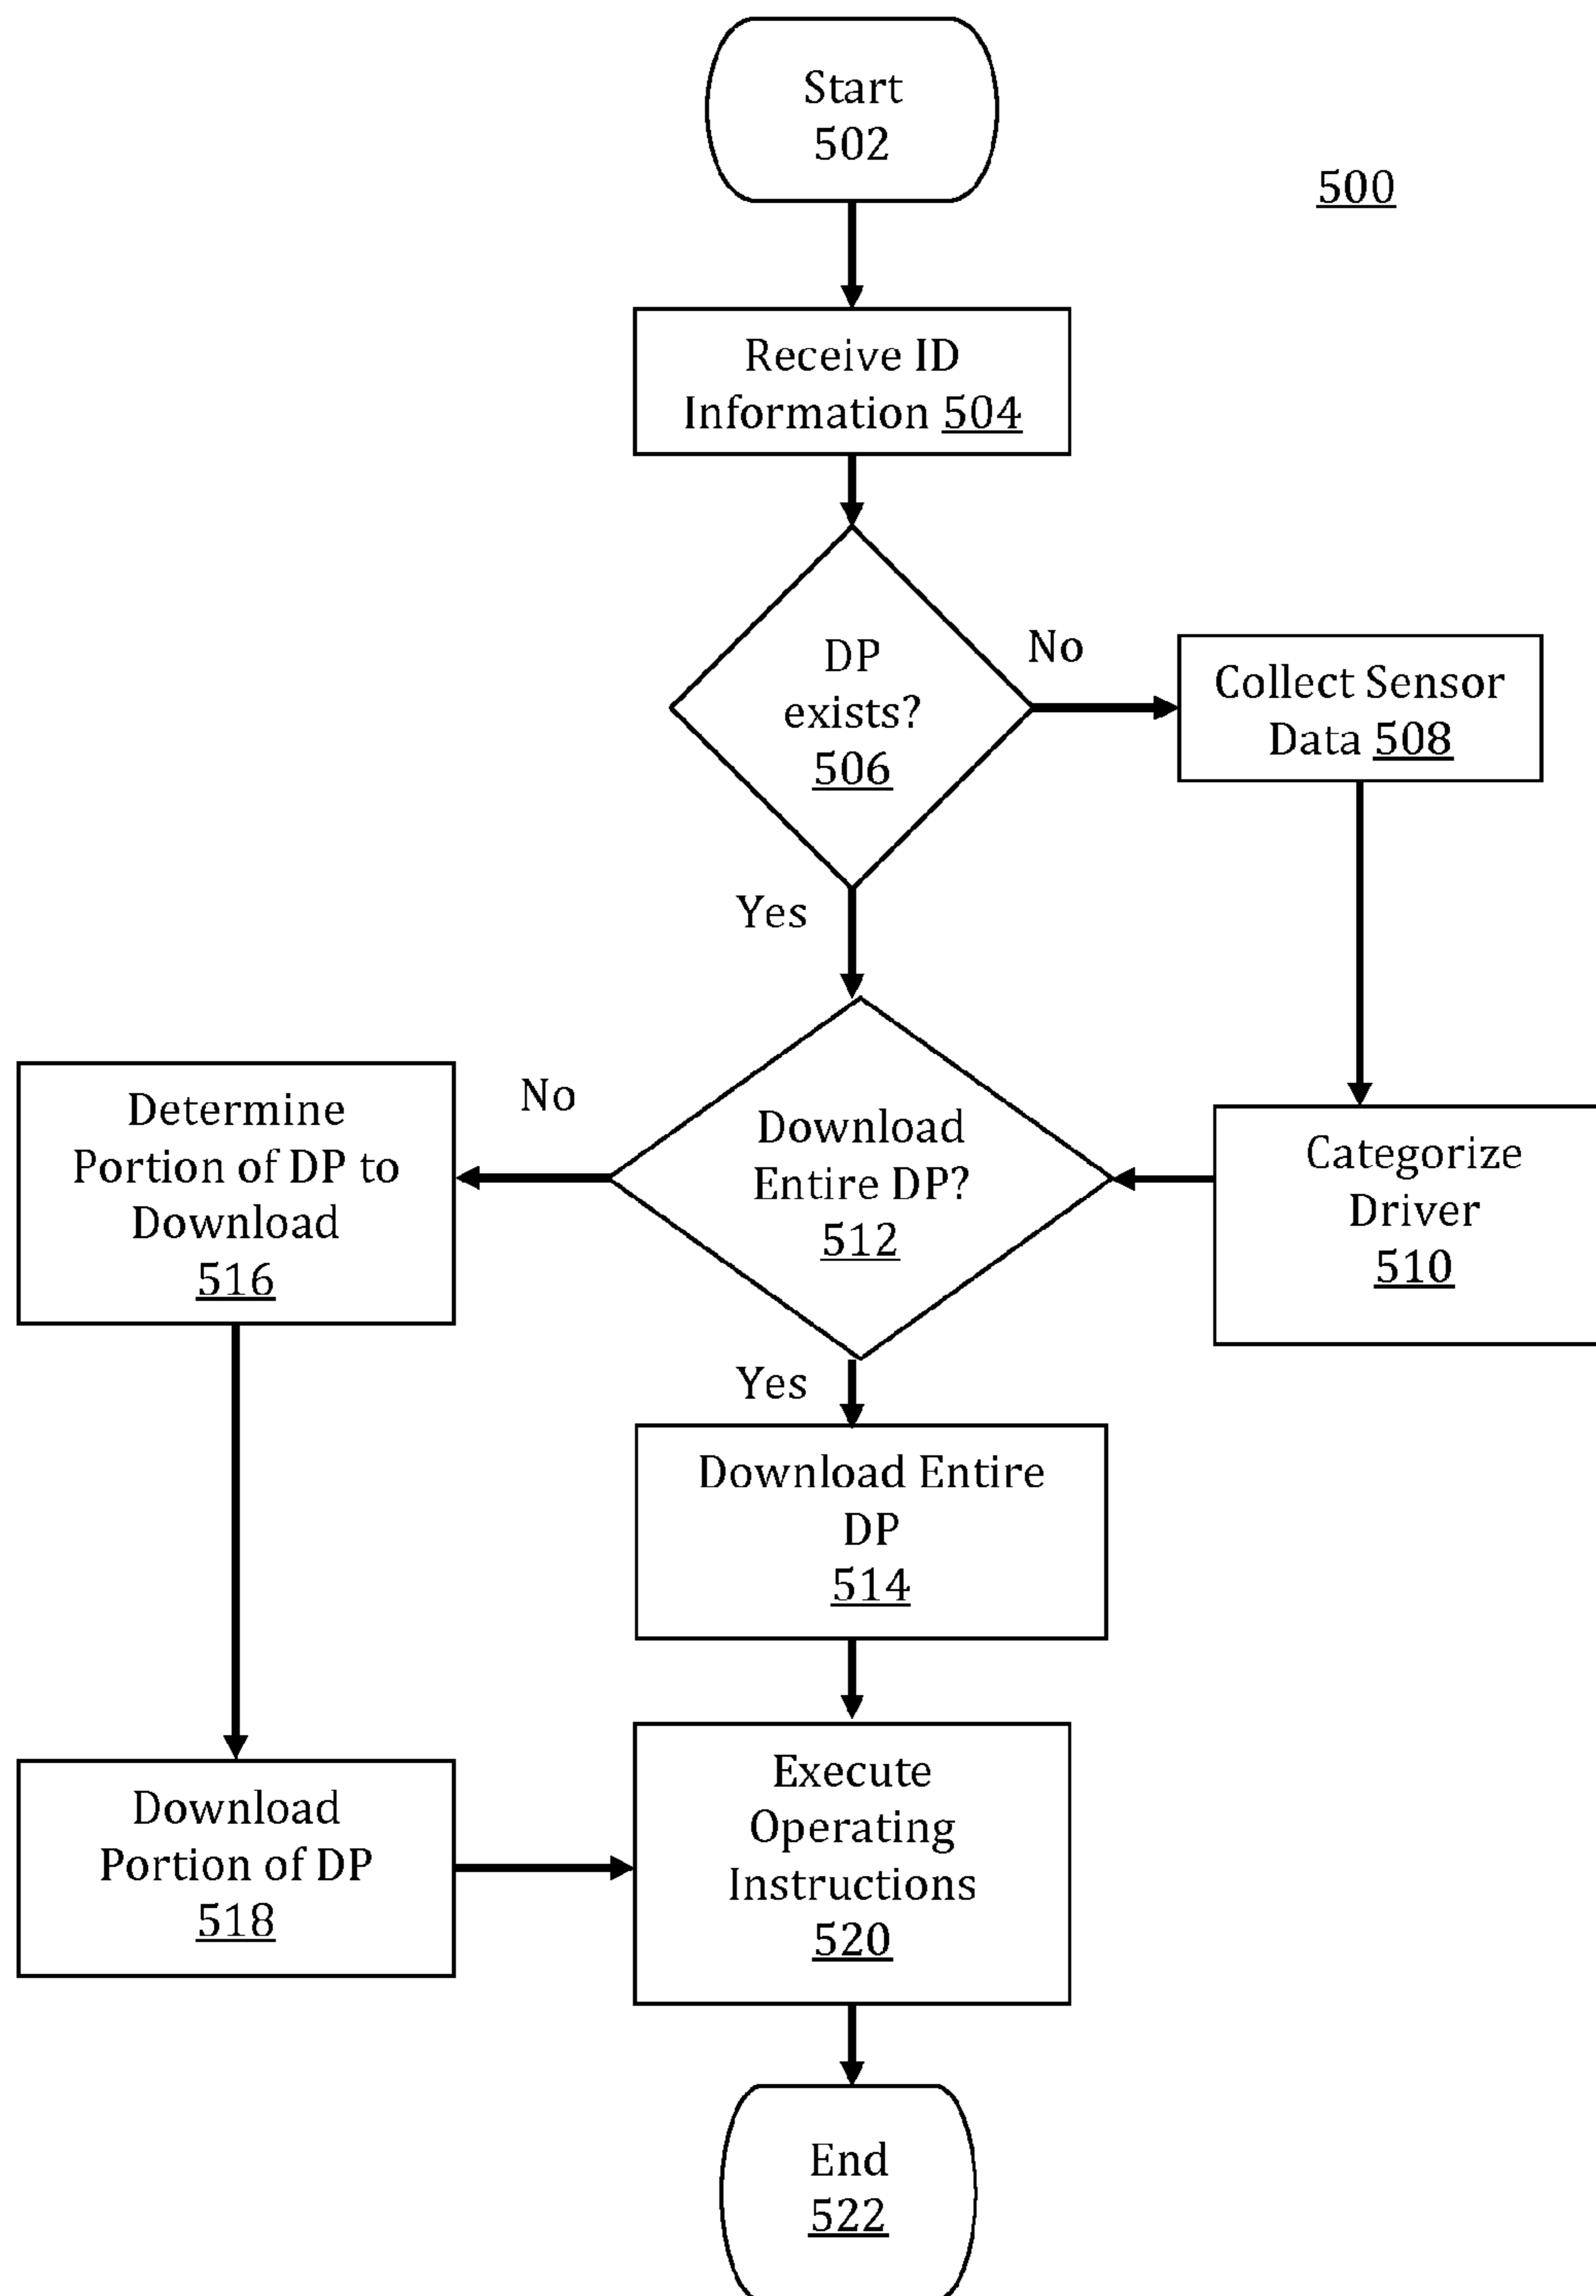 Start
502
500
Receive ID
Information 504
DP
exists?
506
No
Collect Sensor
Data 508
Yes
Determine
Portion of DP to
Download
516
No
Download
Entire DP?
512
Categorize
Driver
510
Yes
Download Entire
DP
514
Download
Portion of DP
518
Execute
Operating
Instructions
520
End
522